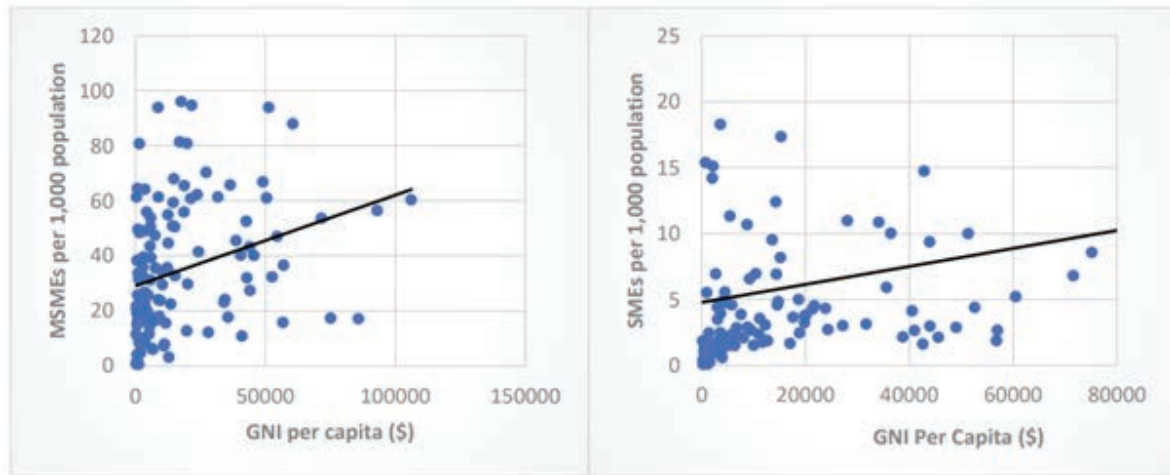 MSMEs per 1,000 population
120
100
80
60
40
20
0
0 50000 100000 150000
GNI per capita ($)
SMEs per 1,000 population
25
20
15
10
5
0
0 20000 40000 60000 80000
GNI Per Capita ($)